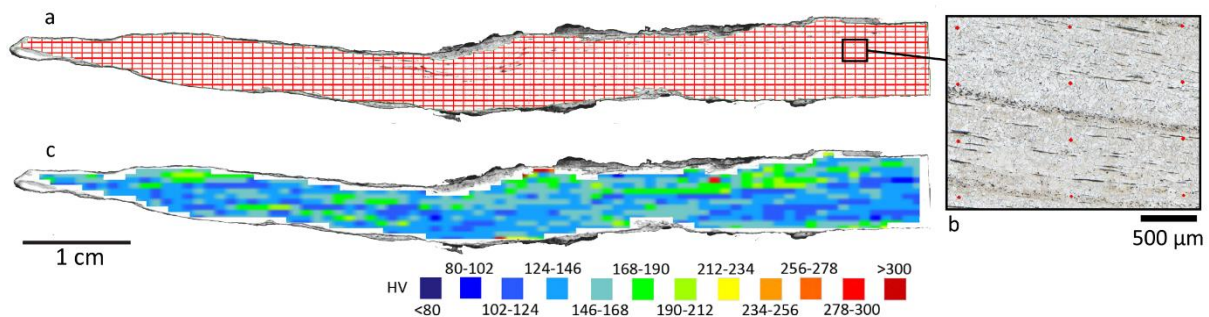 a
b
500 µm
c
1 cm
80-102 124-146 168-190 212-234 256-278 >300
HV
<80 102-124 146-168 190-212 234-256 278-300